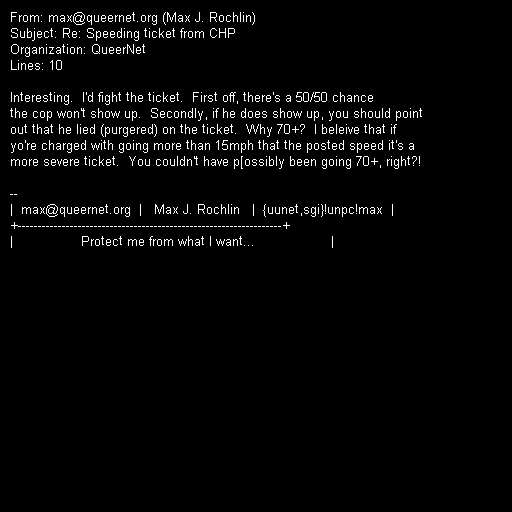 From: max@queernet.org (Max J. Rochlin)
Subject: Re: Speeding ticket from CHP
Organization: QueerNet
Lines: 10

Interesting.  I'd fight the ticket.  First off, there's a 50/50 chance
the cop won't show up.  Secondly, if he does show up, you should point
out that he lied (purgered) on the ticket.  Why 70+?  I beleive that if
yo're charged with going more than 15mph that the posted speed it's a
more severe ticket.  You couldn't have p[ossibly been going 70+, right?!

--
|  max@queernet.org  |   Max J. Rochlin   |  {uunet,sgi}!unpc!max  |
+------------------------------------------------------------------+
|                    Protect me from what I want...                       |